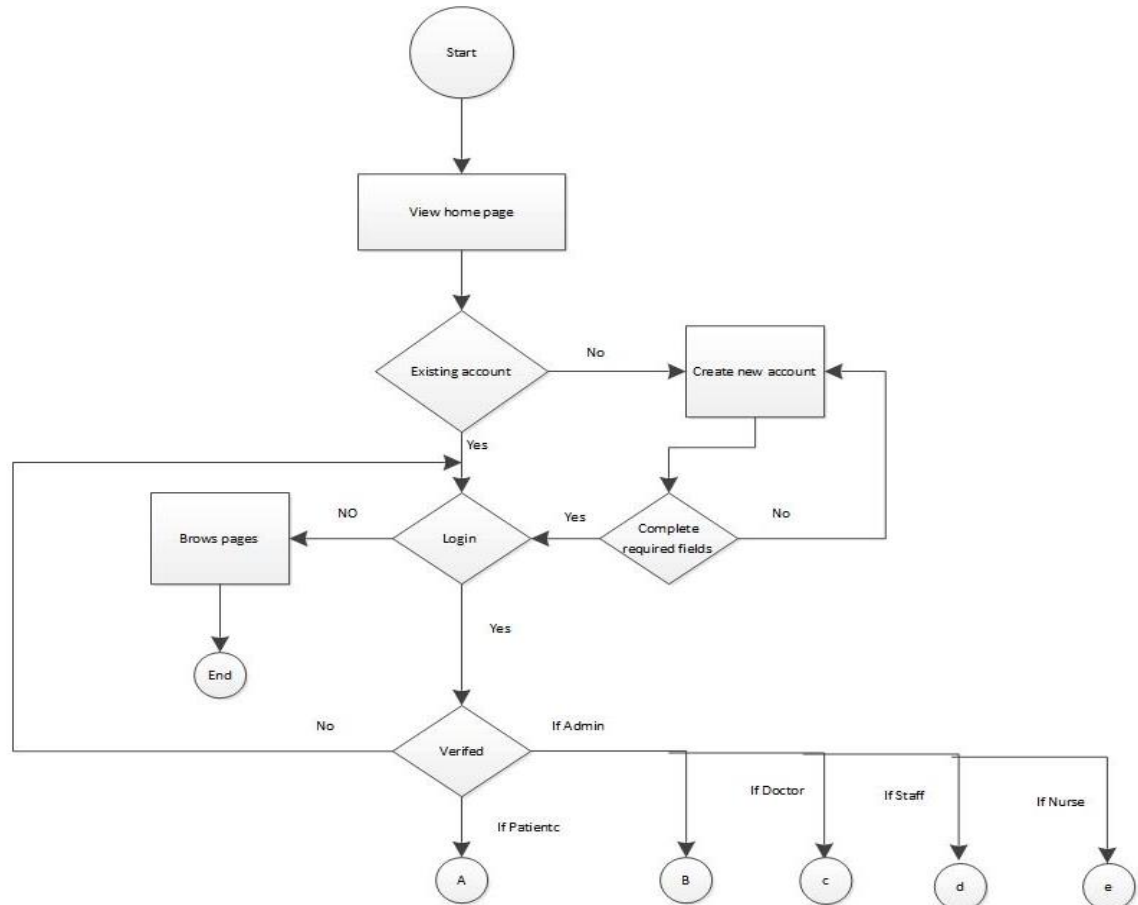 Start
View home page
Existing account
No
Create new account
Yes
Brows pages
NO
Login
Yes
Complete
required fields
No
Yes
End
No
Verifed
If Admin
If Patientc
If Doctor
If Staff
If Nurse
A
B
c
d
e